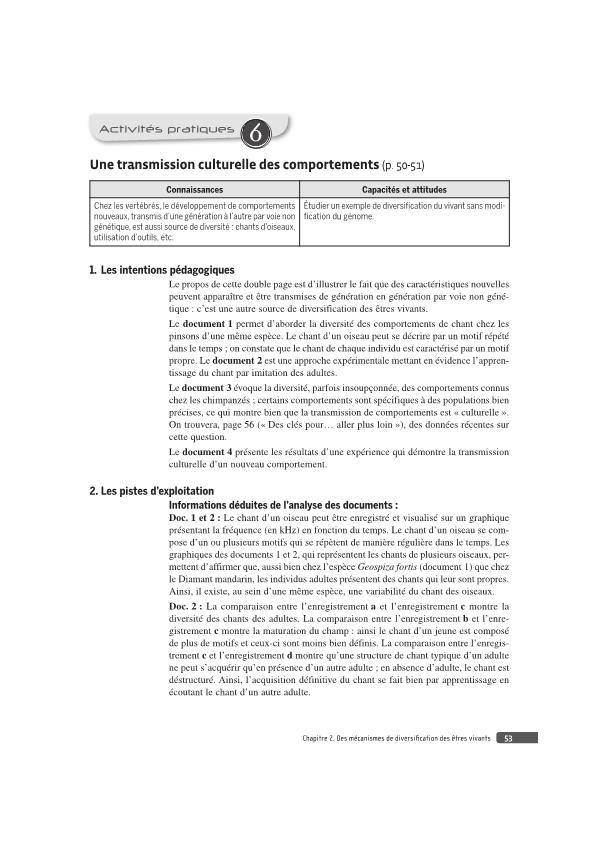 Activités pratiques 6
Une transmission culturelle des comportements (p. 50-51)
Connaissances
Capacités et attitudes
Chez les vertébrés, le développement de comportements
nouveaux, transmis d'une génération à l'autre par voie non
génétique, est aussi source de diversité : chants d'oiseaux,
utilisation d'outils, etc.
Étudier un exemple de diversification du vivant sans modi-
fication du génome.
1. Les intentions pédagogiques
Le propos de cette double page est d'illustrer le fait que des caractéristiques nouvelles
peuvent apparaître et être transmises de génération en génération par voie non géné-
tique : c'est une autre source de diversification des êtres vivants.
Le document 1 permet d'aborder la diversité des comportements de chant chez les
pinsons d'une même espèce. Le chant d'un oiseau peut se décrire par un motif répété
dans le temps ; on constate que le chant de chaque individu est caractérisé par un motif
propre. Le document 2 est une approche expérimentale mettant en évidence l'appren-
tissage du chant par imitation des adultes.
Le document 3 évoque la diversité, parfois insoupçonnée, des comportements connus
chez les chimpanzés ; certains comportements sont spécifiques à des populations bien
précises, ce qui montre bien que la transmission de comportements est « culturelle ».
On trouvera, page 56 (« Des clés pour… aller plus loin »), des données récentes sur
cette question.
Le document 4 présente les résultats d'une expérience qui démontre la transmission
culturelle d'un nouveau comportement.
2. Les pistes d'exploitation
Informations déduites de l'analyse des documents :
Doc. 1 et 2 : Le chant d'un oiseau peut être enregistré et visualisé sur un graphique
présentant la fréquence (en kHz) en fonction du temps. Le chant d'un oiseau se com-
pose d'un ou plusieurs motifs qui se répètent de manière régulière dans le temps. Les
graphiques des documents 1 et 2, qui représentent les chants de plusieurs oiseaux, per-
mettent d'affirmer que, aussi bien chez l'espèce Geospiza fortis (document 1) que chez
le Diamant mandarin, les individus adultes présentent des chants qui leur sont propres.
Ainsi, il existe, au sein d'une même espèce, une variabilité du chant des oiseaux.
Doc. 2 : La comparaison entre l'enregistrement a et l'enregistrement c montre la
diversité des chants des adultes. La comparaison entre l'enregistrement b et l'enre-
gistrement c montre la maturation du champ : ainsi le chant d'un jeune est composé
de plus de motifs et ceux-ci sont moins bien définis. La comparaison entre l'enregis-
trement c et l'enregistrement d montre qu'une structure de chant typique d'un adulte
ne peut s'acquérir qu'en présence d'un autre adulte ; en absence d'adulte, le chant est
déstructuré. Ainsi, l'acquisition définitive du chant se fait bien par apprentissage en
écoutant le chant d'un autre adulte.
Chapitre 2. Des mécanismes de diversification des êtres vivants 53